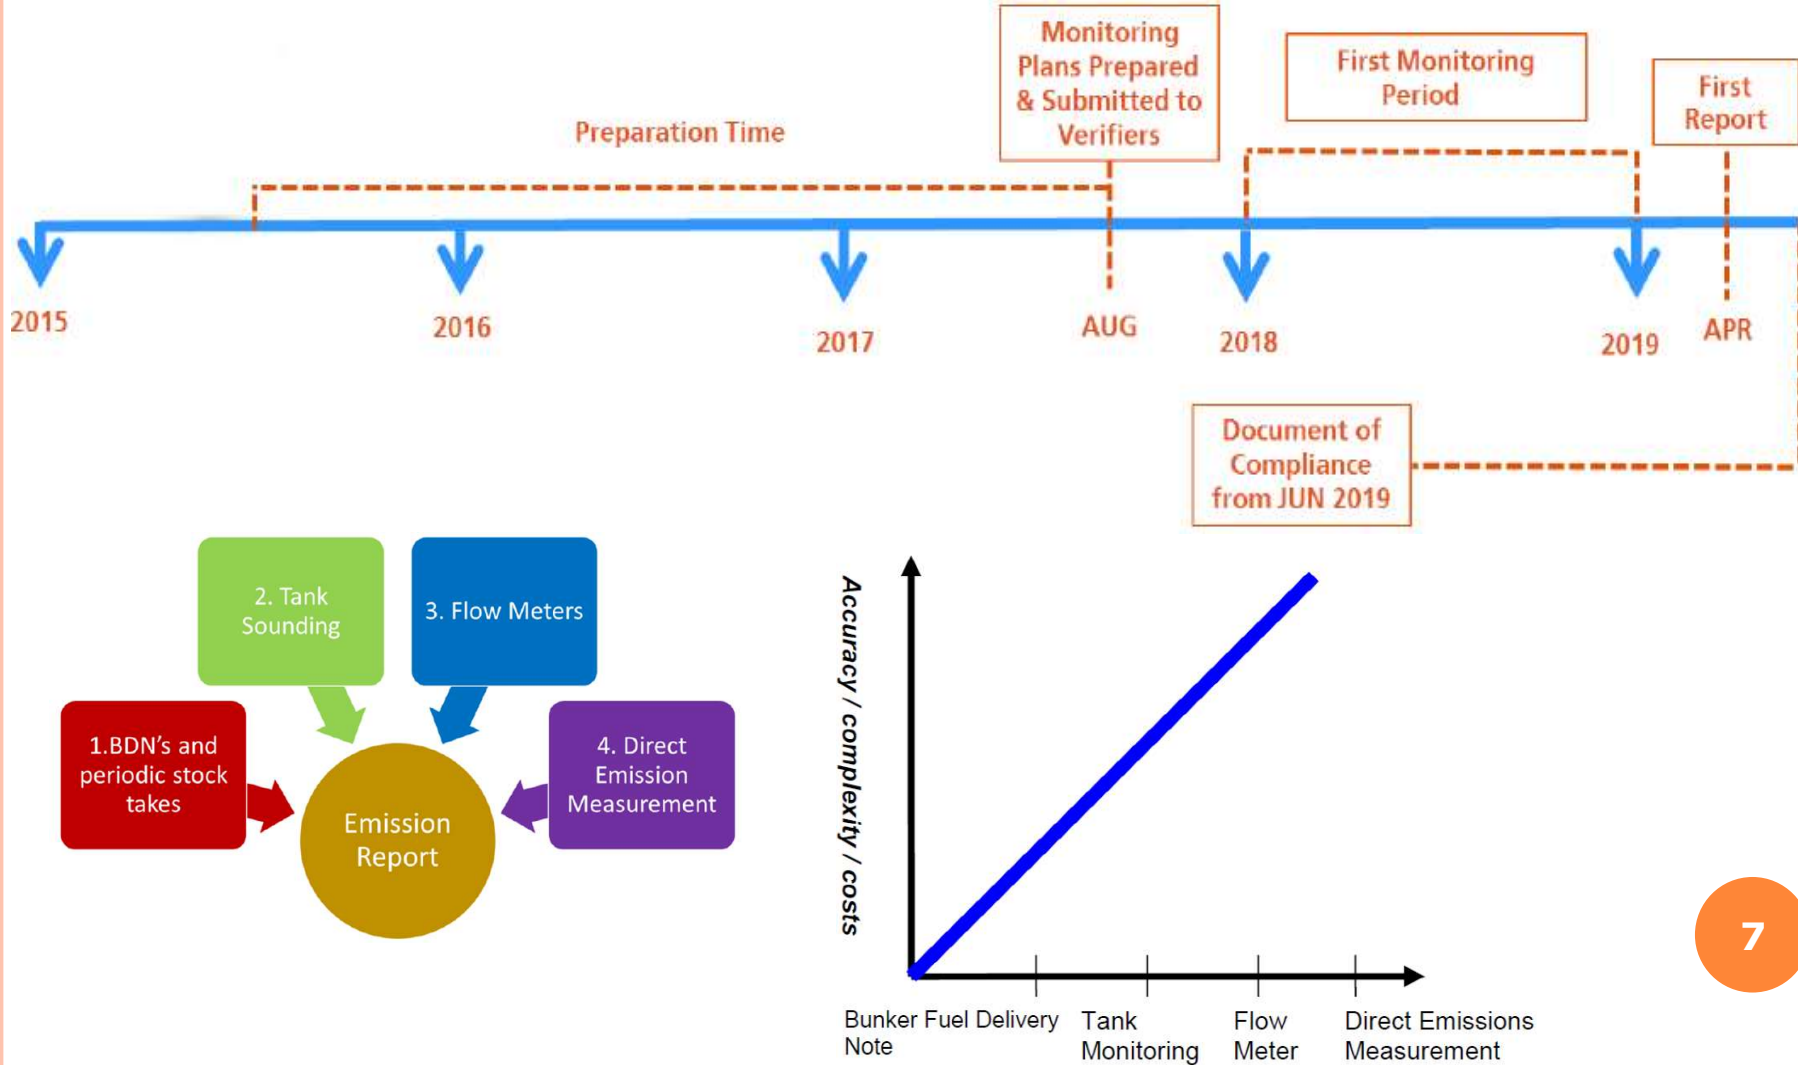 Monitoring
Plans Prepared
& Submitted to
Verifiers
First Monitoring
Period
First
Report
Preparation Time
2015
2016
2017
AUG
2018
2019
APR
Document of
Compliance
from JUN 2019
2. Tank
Sounding
3. Flow Meters
1.BDN’s and
periodic stock
takes
4. Direct
Emission
Measurement
Emission
Report
Accuracy / complexity / costs
Bunker Fuel Delivery
Note
Tank
Monitoring
Flow
Meter
Direct Emissions
Measurement
7